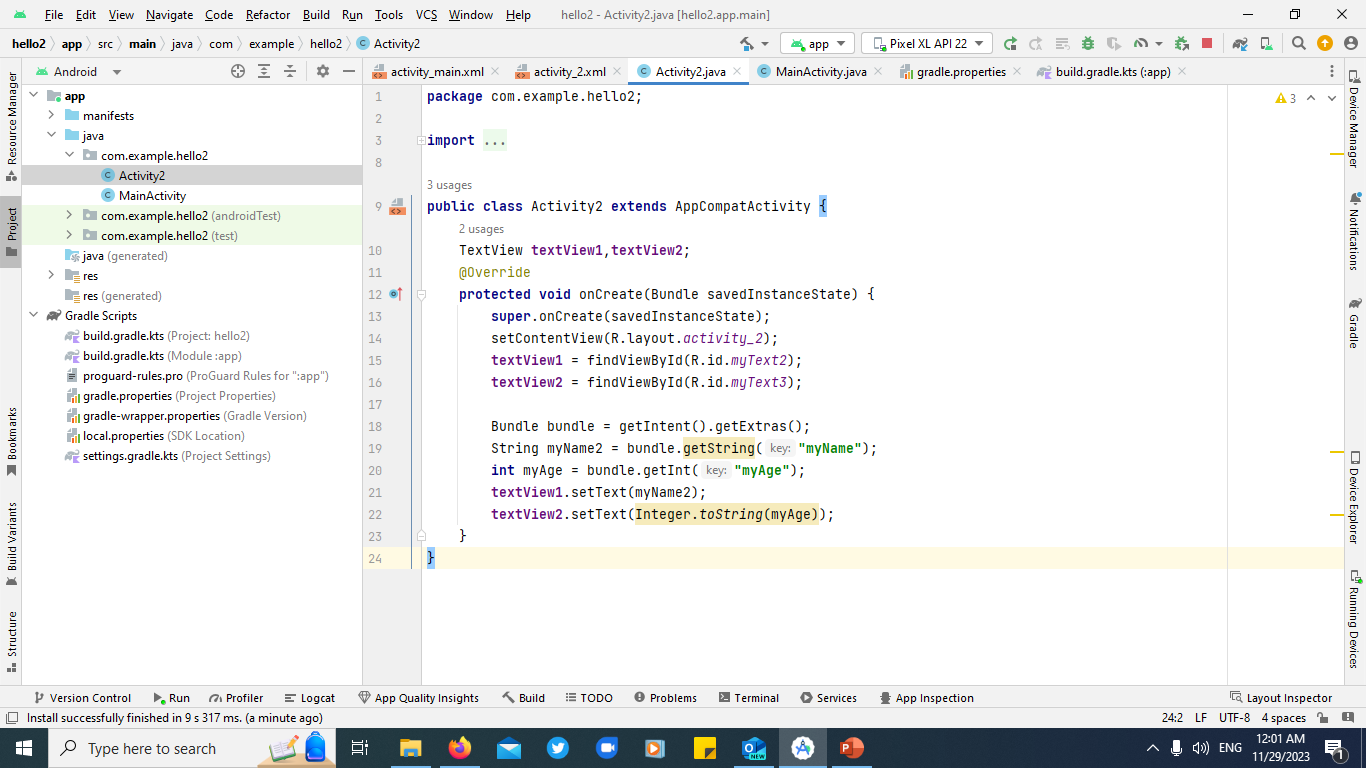 File Edit View Navigate Code Refactor Build Run Tools VCS Window Help hello2 - Activity2.java [hello2.app.main]
hello2 app src main java com example hello2 Activity2 app Pixel XL API 22
Android activity_main.xml activity_2.xml Activity2.java MainActivity.java gradle.properties build.gradle.kts (:app)
Resource Manager
Project
Bookmarks
Build Variants
Structure
app
manifests
java
com.example.hello2
Activity2
MainActivity
com.example.hello2 (androidTest)
com.example.hello2 (test)
java (generated)
res
res (generated)
Gradle Scripts
build.gradle.kts (Project: hello2)
build.gradle.kts (Module :app)
proguard-rules.pro (ProGuard Rules for ":app")
gradle.properties (Project Properties)
gradle-wrapper.properties (Gradle Version)
local.properties (SDK Location)
settings.gradle.kts (Project Settings)
3
1 package com.example.hello2;
2
3 import ...
8
3 usages
9 public class Activity2 extends AppCompatActivity {
2 usages
10 TextView textView1,textView2;
11 @Override
12 protected void onCreate(Bundle savedInstanceState) {
13 super.onCreate(savedInstanceState);
14 setContentView(R.layout.activity_2);
15 textView1 = findViewById(R.id.myText2);
16 textView2 = findViewById(R.id.myText3);
17
18 Bundle bundle = getIntent().getExtras();
19 String myName2 = bundle.getString( key: "myName");
20 int myAge = bundle.getInt( key: "myAge");
21 textView1.setText(myName2);
22 textView2.setText(Integer.toString(myAge));
23 }
24 }
Device Manager
Notifications
Gradle
Device Explorer
Running Devices
Version Control Run Profiler Logcat App Quality Insights Build TODO Problems Terminal Services App Inspection Layout Inspector
Install successfully finished in 9 s 317 ms. (a minute ago) 24:2 LF UTF-8 4 spaces
Type here to search NEW ENG 12:01 AM
11/29/2023 1